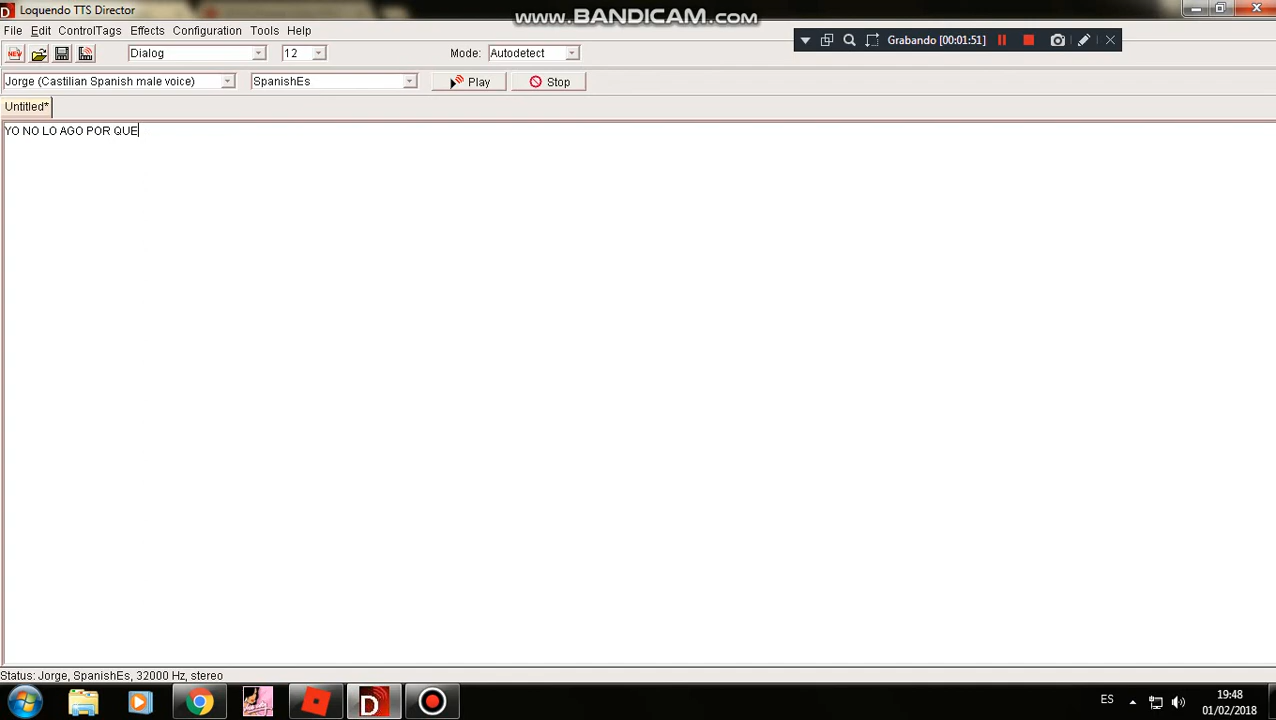 Loquendo TTS Director
www.BANDICAM.com
File Edit ControlTags Effects Configuration Tools Help
Grabando [00:01:51]
NEW Dialog 12 Mode: Autodetect
Jorge (Castilian Spanish male voice) SpanishEs Play Stop
Untitled*
YO NO LO AGO POR QUE
Status: Jorge, SpanishEs, 32000 Hz, stereo
ES
19:48
01/02/2018